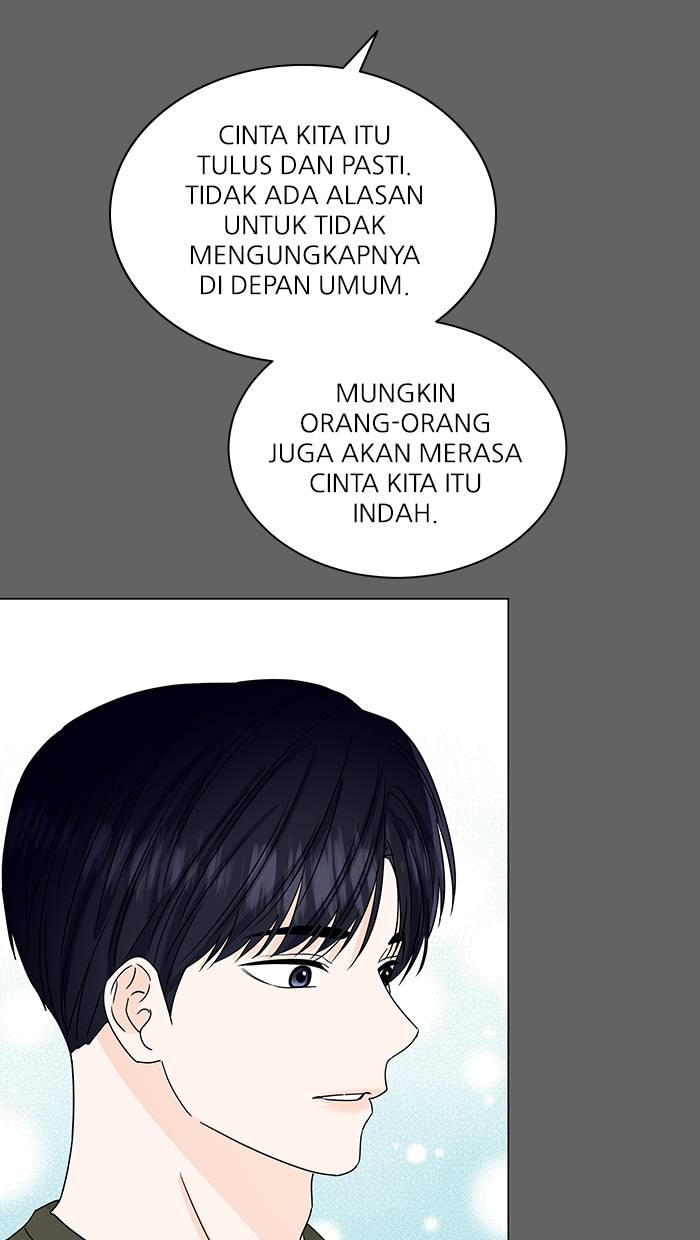 CINTA KITA ITU
TULUS DAN PASTI.
TIDAK ADA ALASAN
UNTUK TIDAK
MENGUNGKAPNYA
DI DEPAN UMUM.
MUNGKIN
ORANG-ORANG
JUGA AKAN MERASA
CINTA KITA ITU
INDAH.